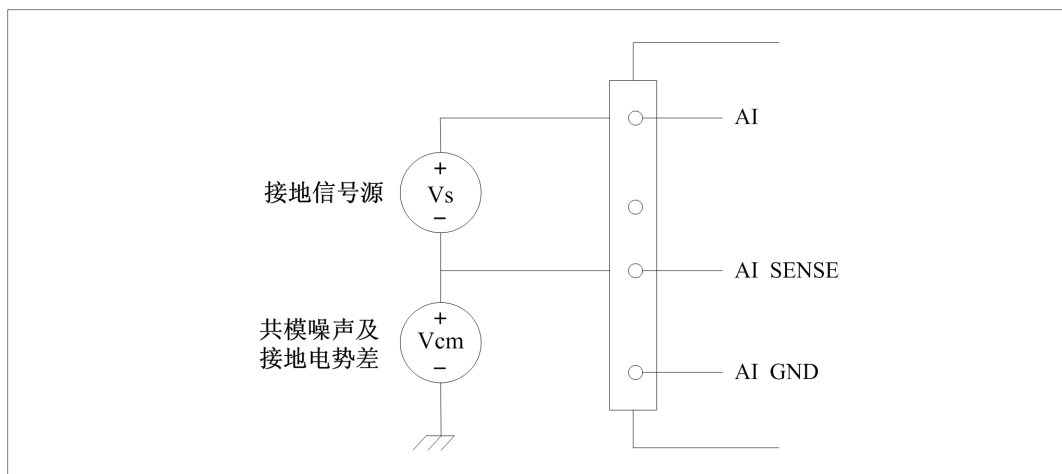 AI
+
接地信号源
Vs
−
AI SENSE
共模噪声及
接地电势差
+
Vcm
−
AI GND